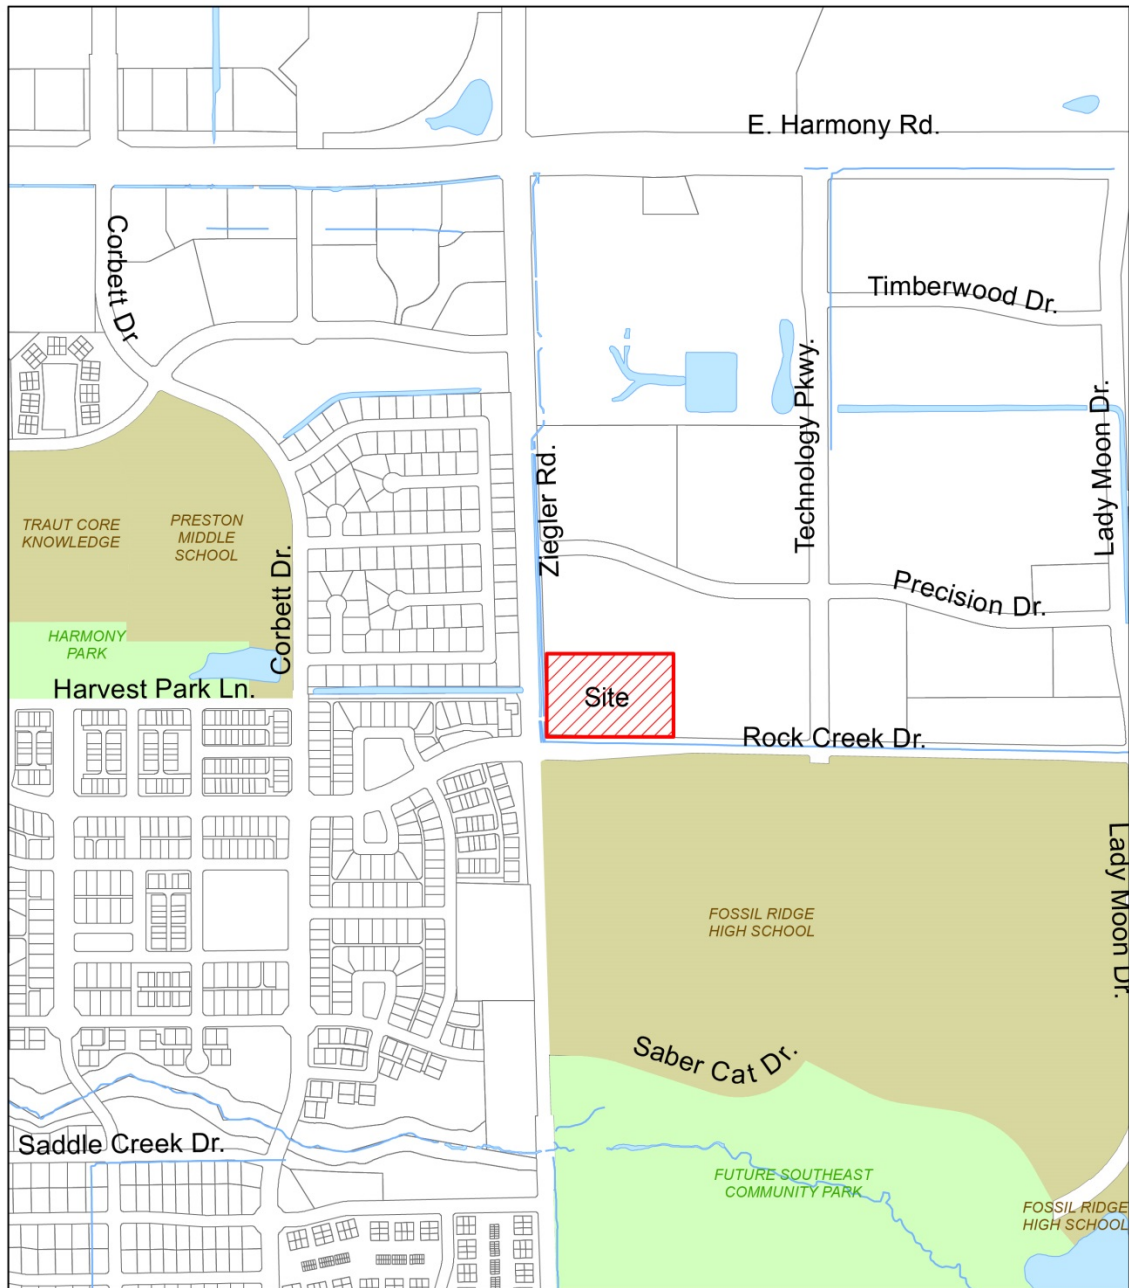 E. Harmony Rd.
Corbett Dr
Timberwood Dr.
Technology Pkwy.
Lady Moon Dr.
Ziegler Rd.
TRAUT CORE
KNOWLEDGE
PRESTON
MIDDLE
SCHOOL
Corbett Dr.
Precision Dr.
HARMONY
PARK
Harvest Park Ln.
Site
Rock Creek Dr.
Lady Moon Dr.
FOSSIL RIDGE
HIGH SCHOOL
Saber Cat Dr.
Saddle Creek Dr.
FUTURE SOUTHEAST
COMMUNITY PARK
FOSSIL RIDGE
HIGH SCHOOL